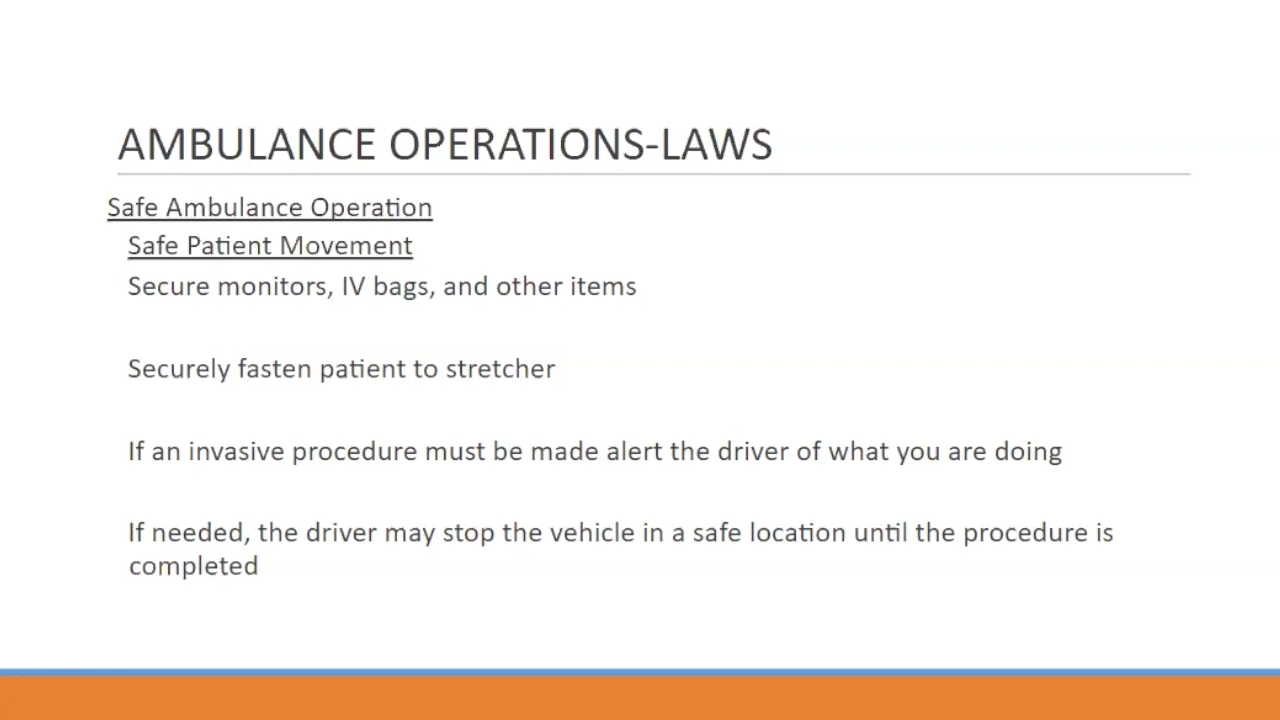 AMBULANCE OPERATIONS-LAWS
Safe Ambulance Operation
Safe Patient Movement
Secure monitors, IV bags, and other items
Securely fasten patient to stretcher
If an invasive procedure must be made alert the driver of what you are doing
If needed, the driver may stop the vehicle in a safe location until the procedure is
completed